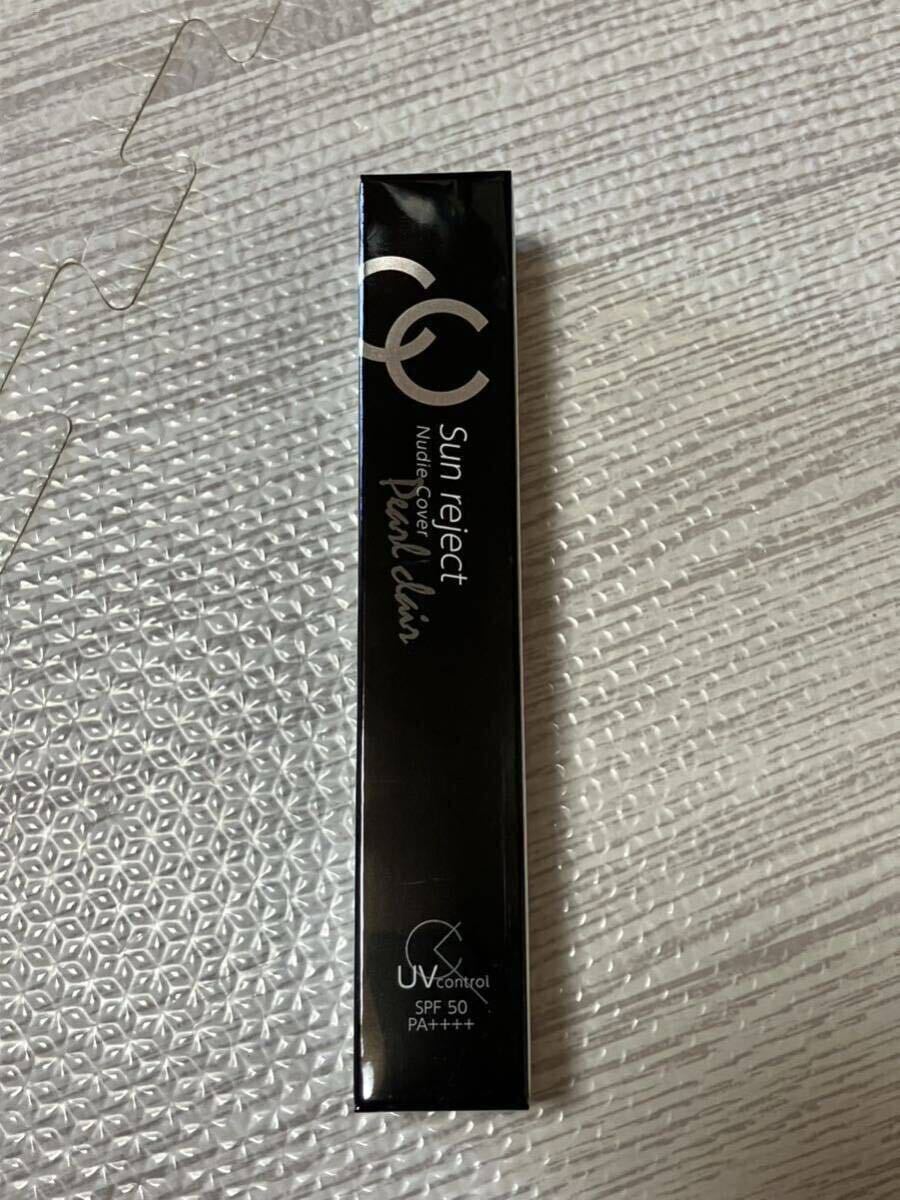 CC
Sun reject
Nudie Cover
Pearl clair
UV control
SPF 50
PA++++